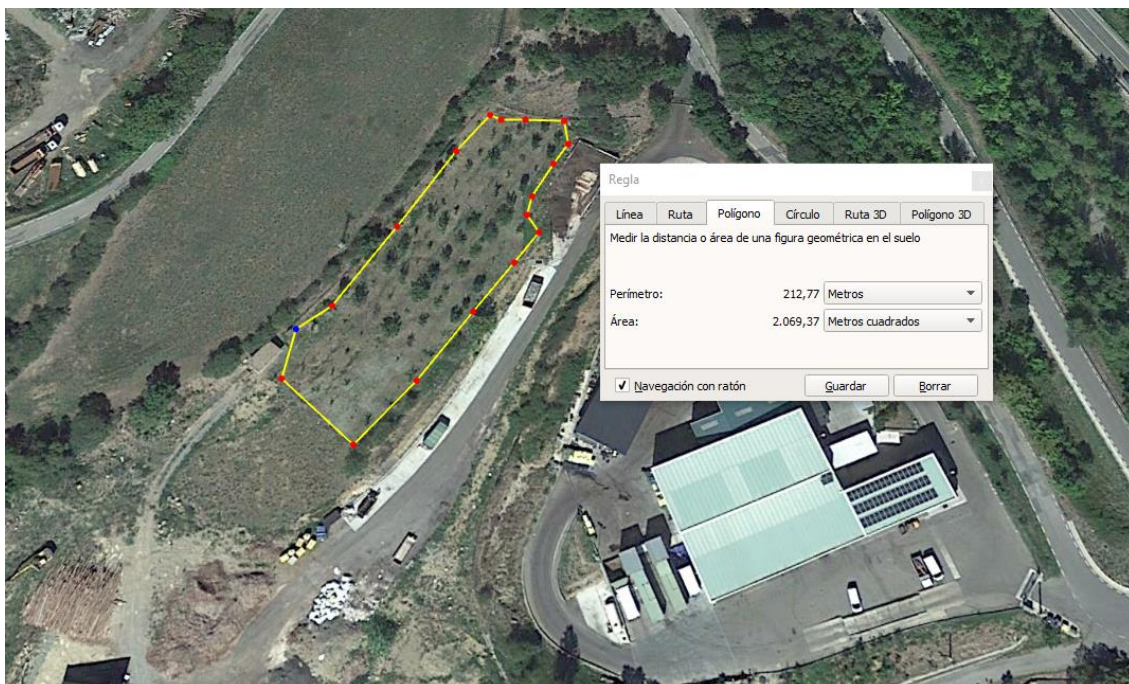 Regla
Línea Ruta Polígono Círculo Ruta 3D Polígono 3D
Medir la distancia o área de una figura geométrica en el suelo
Perímetro: 212,77 Metros
Área: 2.069,37 Metros cuadrados
Navegación con ratón Guardar Borrar